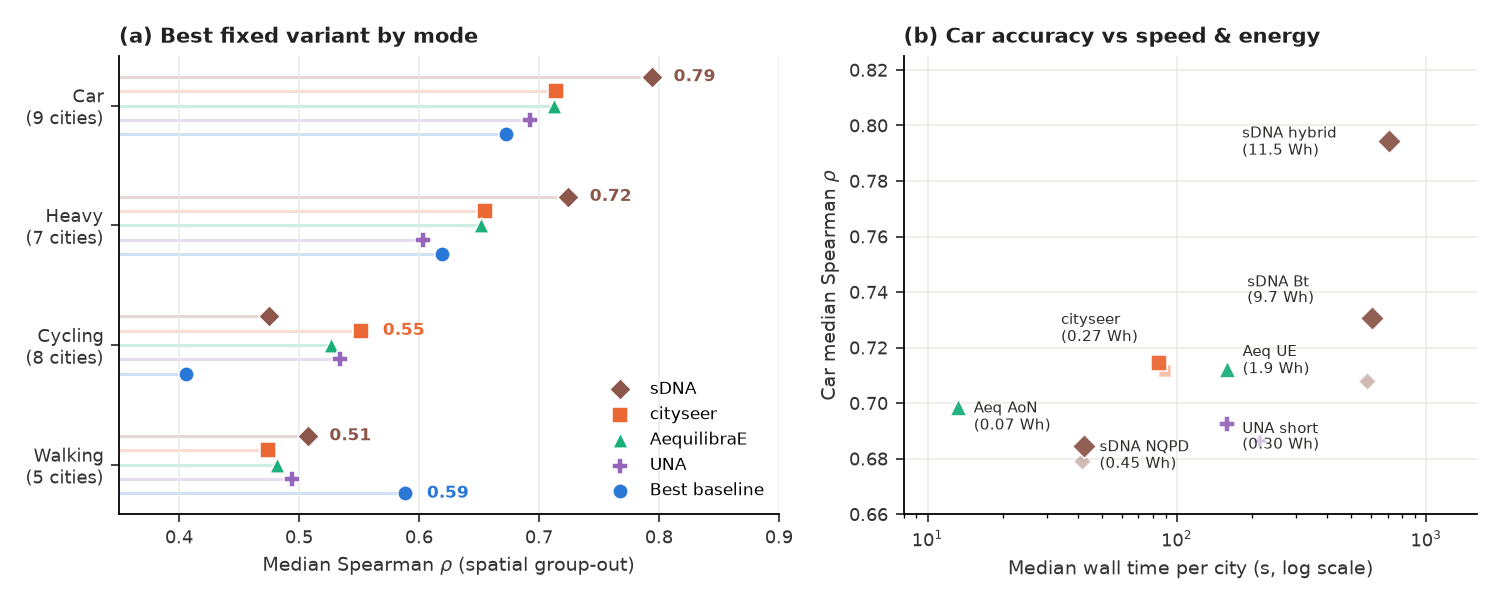 (a) Best fixed variant by mode
Car
(9 cities)
Heavy
(7 cities)
Cycling
(8 cities)
Walking
(5 cities)
0.79
0.72
0.55
0.51
0.59
sDNA
cityseer
AequilibraE
UNA
Best baseline
0.4 0.5 0.6 0.7 0.8 0.9
Median Spearman ρ (spatial group-out)
(b) Car accuracy vs speed & energy
Car median Spearman ρ
0.82
0.80
0.78
0.76
0.74
0.72
0.70
0.68
0.66
sDNA hybrid
(11.5 Wh)
sDNA Bt
(9.7 Wh)
cityseer
(0.27 Wh)
Aeq UE
(1.9 Wh)
Aeq AoN
(0.07 Wh)
UNA short
(0.30 Wh)
sDNA NQPD
(0.45 Wh)
10¹ 10² 10³
Median wall time per city (s, log scale)